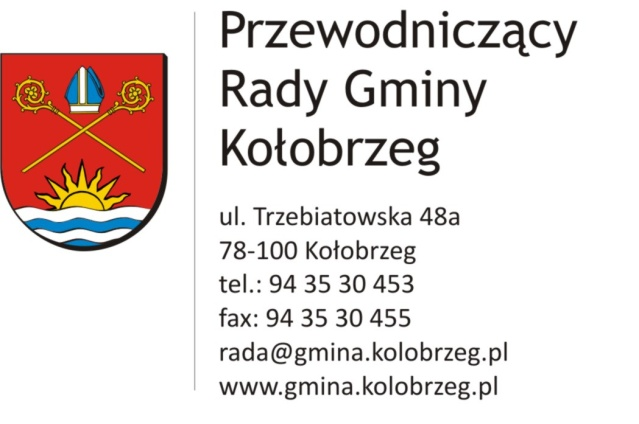 Przewodniczący
Rady Gminy
Kołobrzeg
ul. Trzebiatowska 48a
78-100 Kołobrzeg
tel.: 94 35 30 453
fax: 94 35 30 455
rada@gmina.kolobrzeg.pl
www.gmina.kolobrzeg.pl